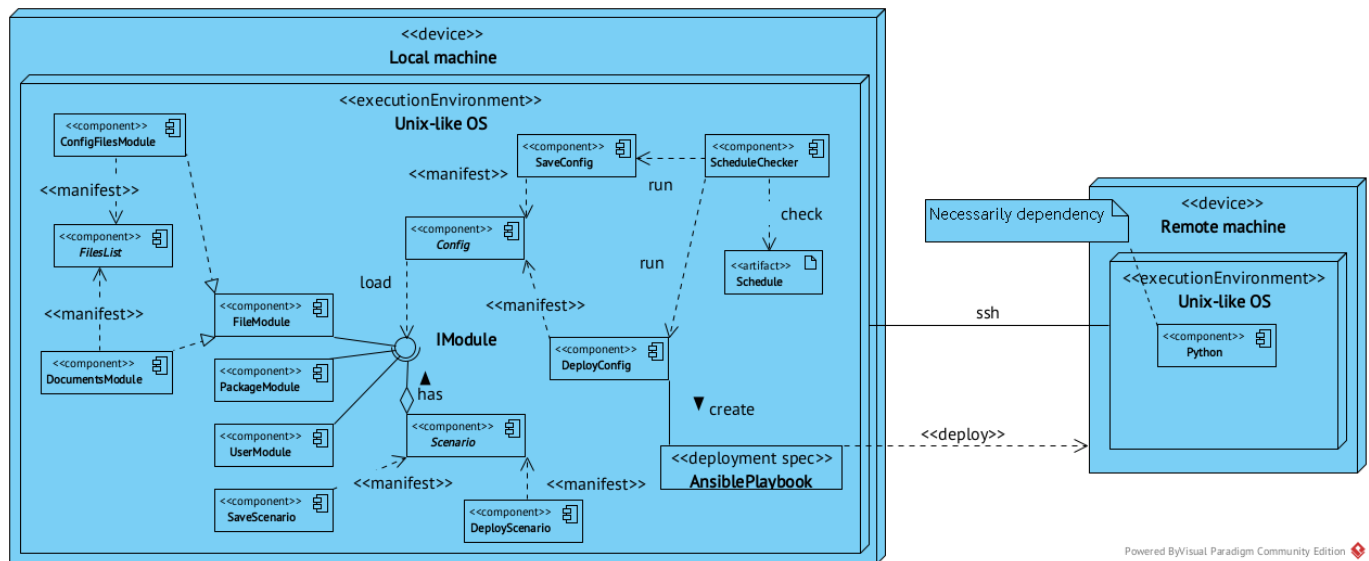 <<device>>
Local machine
<<executionEnvironment>>
Unix-like OS
<<component>>
ConfigFilesModule
<<manifest>>
<<component>>
FilesList
<<manifest>>
<<component>>
DocumentsModule
<<component>>
FileModule
<<component>>
PackageModule
<<component>>
UserModule
<<component>>
SaveScenario
<<component>>
SaveConfig
<<manifest>>
<<component>>
Config
load
IModule
has
<<component>>
Scenario
<<manifest>>
<<manifest>>
<<component>>
DeployScenario
<<component>>
ScheduleChecker
run
check
run
<<artifact>>
Schedule
<<manifest>>
<<component>>
DeployConfig
create
<<deployment spec>>
AnsiblePlaybook
<<deploy>>
ssh
Necessarily dependency
<<device>>
Remote machine
<<executionEnvironment>>
Unix-like OS
<<component>>
Python
Powered ByVisual Paradigm Community Edition